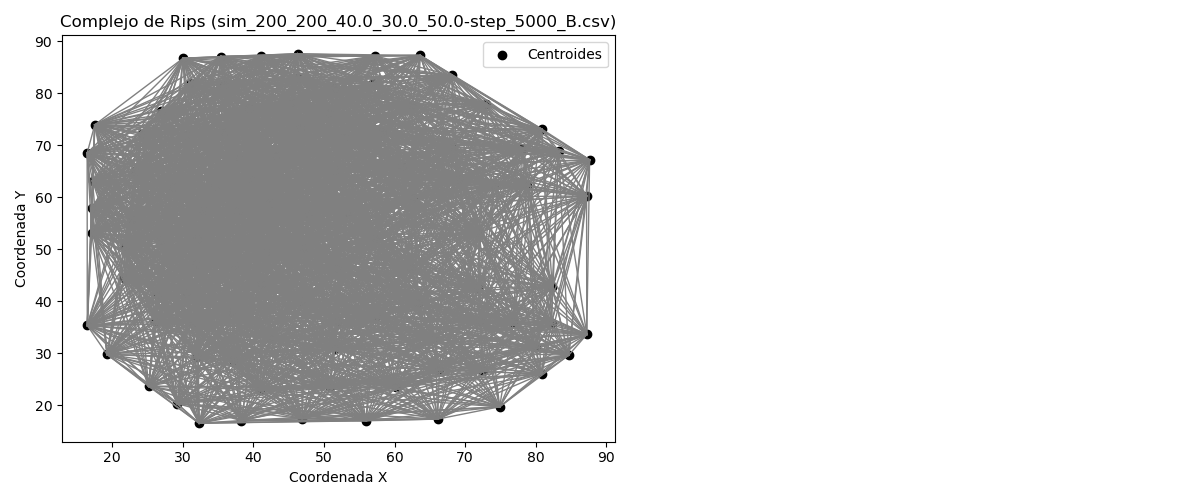 Complejo de Rips (sim_200_200_40.0_30.0_50.0-step_5000_B.csv)
Centroides
90
80
70
60
50
40
30
20
Coordenada Y
20 30 40 50 60 70 80 90
Coordenada X